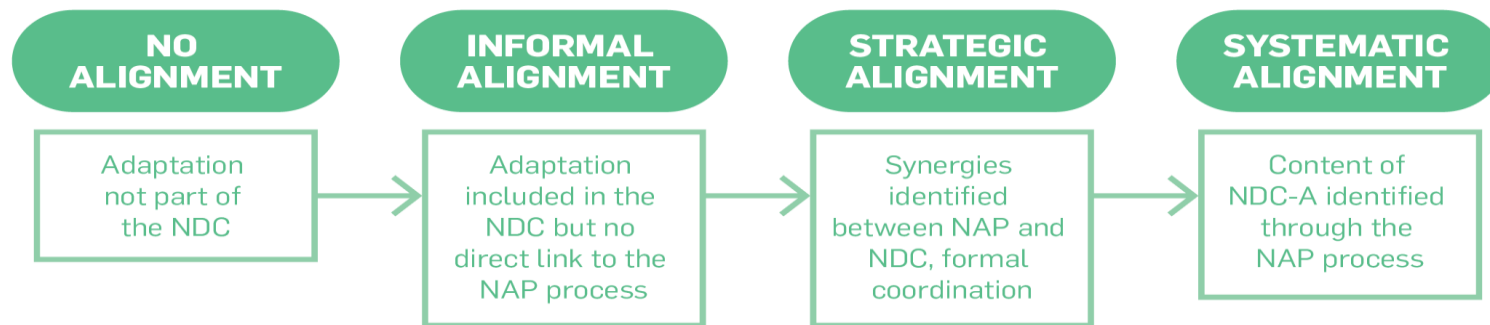 NO
ALIGNMENT
Adaptation
not part of
the NDC
INFORMAL
ALIGNMENT
Adaptation
included in the
NDC but no
direct link to the
NAP process
STRATEGIC
ALIGNMENT
Synergies
identified
between NAP and
NDC, formal
coordination
SYSTEMATIC
ALIGNMENT
Content of
NDC-A identified
through the
NAP process